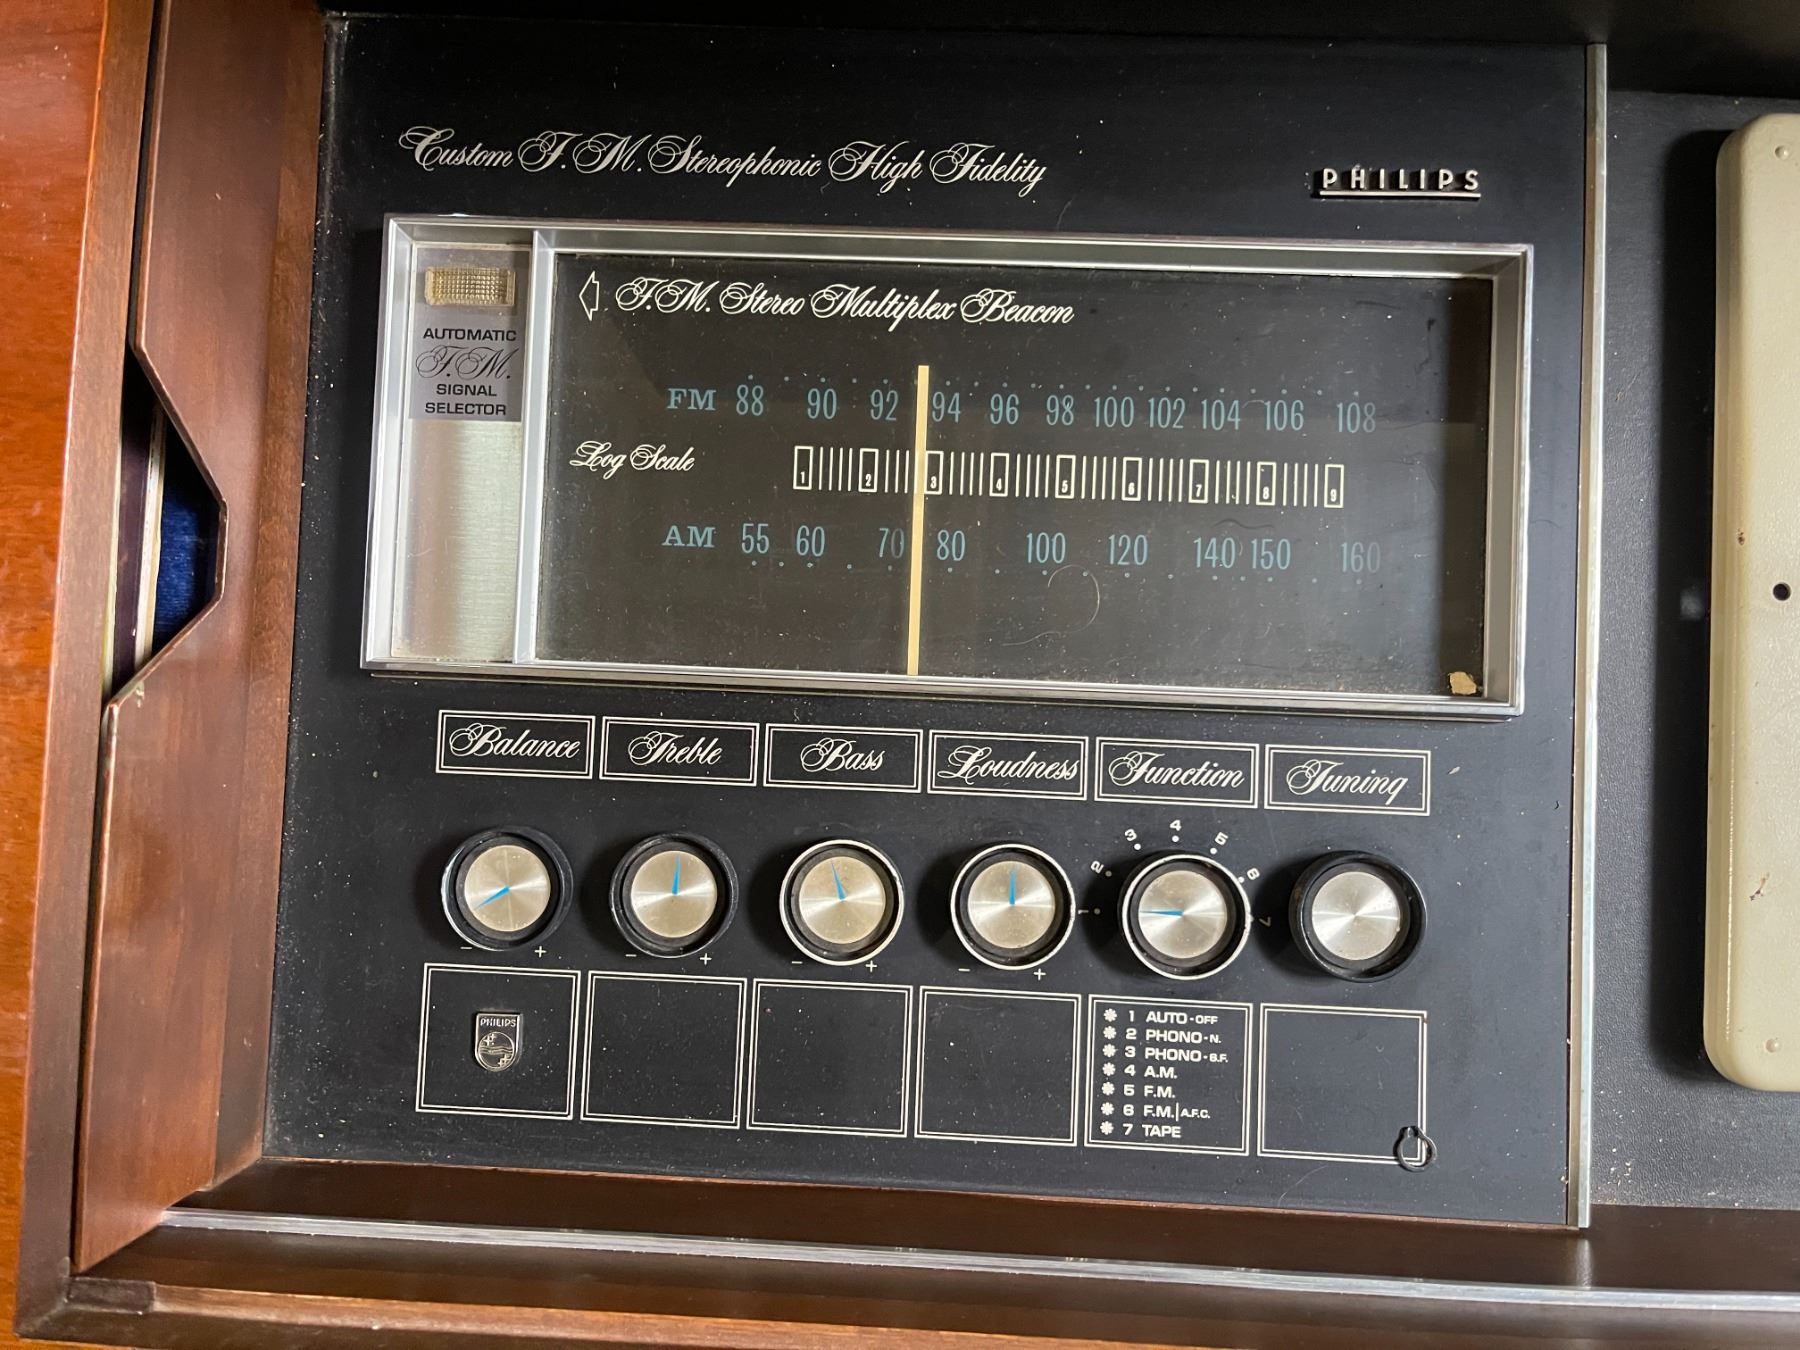 Custom F.M. Stereophonic High Fidelity
PHILIPS
AUTOMATIC
F.M.
SIGNAL
SELECTOR
F.M. Stereo Multiplex Beacon
FM 88 90 92 94 96 98 100 102 104 106 108
Log Scale 1 2 3 4 5 6 7 8 9
AM 55 60 70 80 100 120 140 150 160
Balance Treble Bass Loudness Function Tuning
1 2 3 4 5 6 7
- + - + - + - +
PHILIPS
1 AUTO-OFF
2 PHONO-N.
3 PHONO-B.F.
4 A.M.
5 F.M.
6 F.M.|A.F.C.
7 TAPE